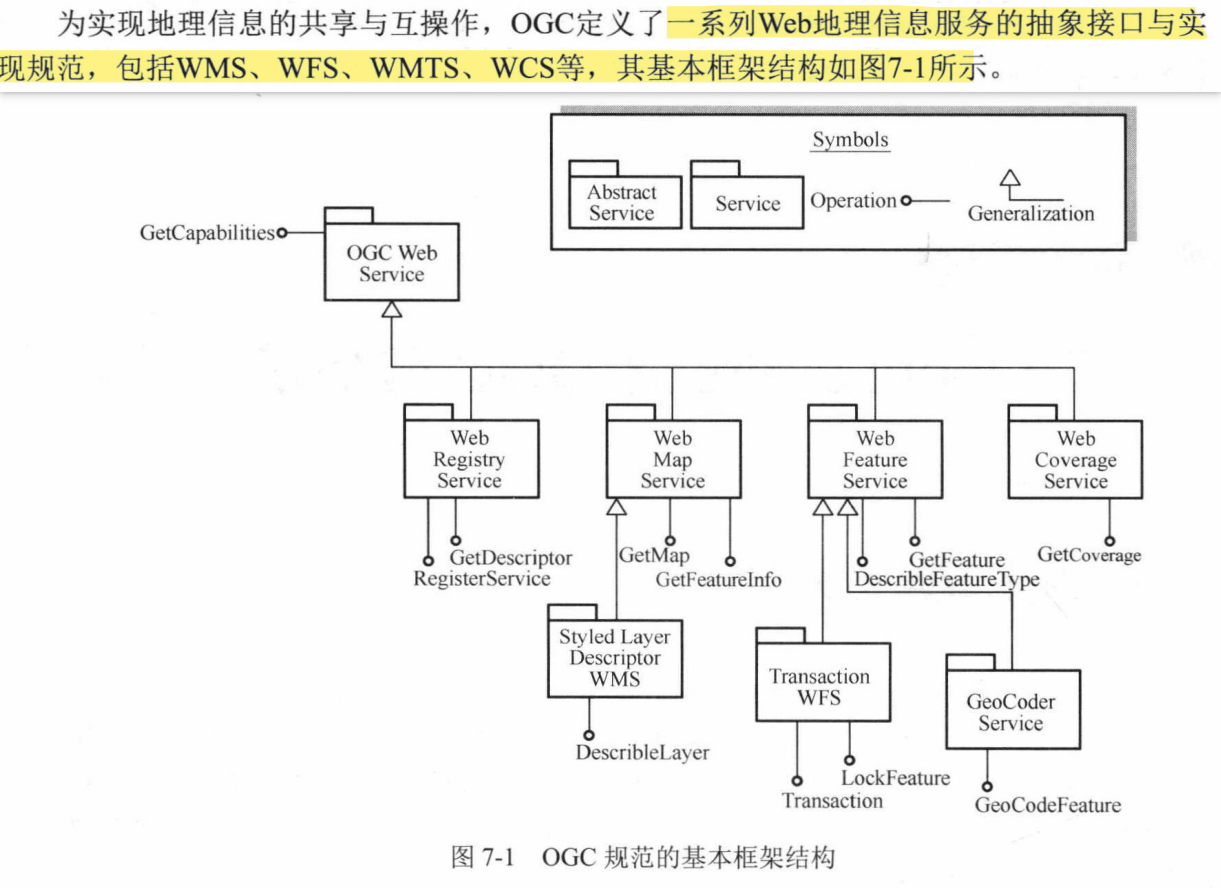 为实现地理信息的共享与互操作，OGC定义了一系列Web地理信息服务的抽象接口与实
现规范，包括WMS、WFS、WMTS、WCS等，其基本框架结构如图7-1所示。
Symbols
Abstract
Service
Service
Operation
Generalization
GetCapabilities
OGC Web
Service
Web
Registry
Service
Web
Map
Service
Web
Feature
Service
Web
Coverage
Service
GetDescriptor
RegisterService
GetMap
GetFeatureInfo
GetFeature
DescribleFeatureType
GetCoverage
Styled Layer
Descriptor
WMS
Transaction
WFS
GeoCoder
Service
DescribleLayer
LockFeature
Transaction
GeoCodeFeature
图 7-1 OGC 规范的基本框架结构